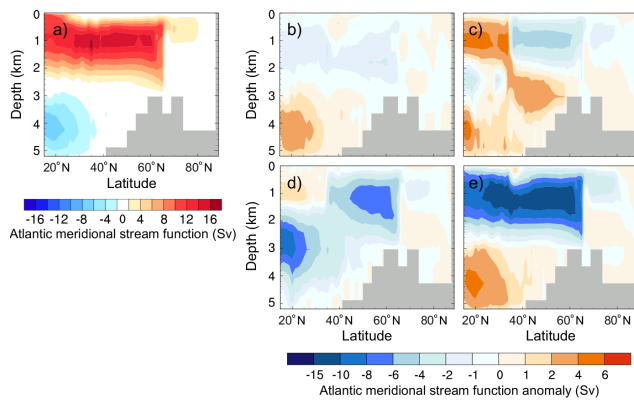 a)
b)
c)
0
1
2
3
4
5
Depth (km)
20°N 40°N 60°N 80°N
Latitude
-16 -12 -8 -4 0 4 8 12 16
Atlantic meridional stream function (Sv)
0
1
2
3
4
5
Depth (km)
d)
e)
0
1
2
3
4
5
Depth (km)
20°N 40°N 60°N 80°N
Latitude
20°N 40°N 60°N 80°N
Latitude
-15 -10 -8 -6 -4 -2 -1 0 1 2 4 6 7
Atlantic meridional stream function anomaly (Sv)